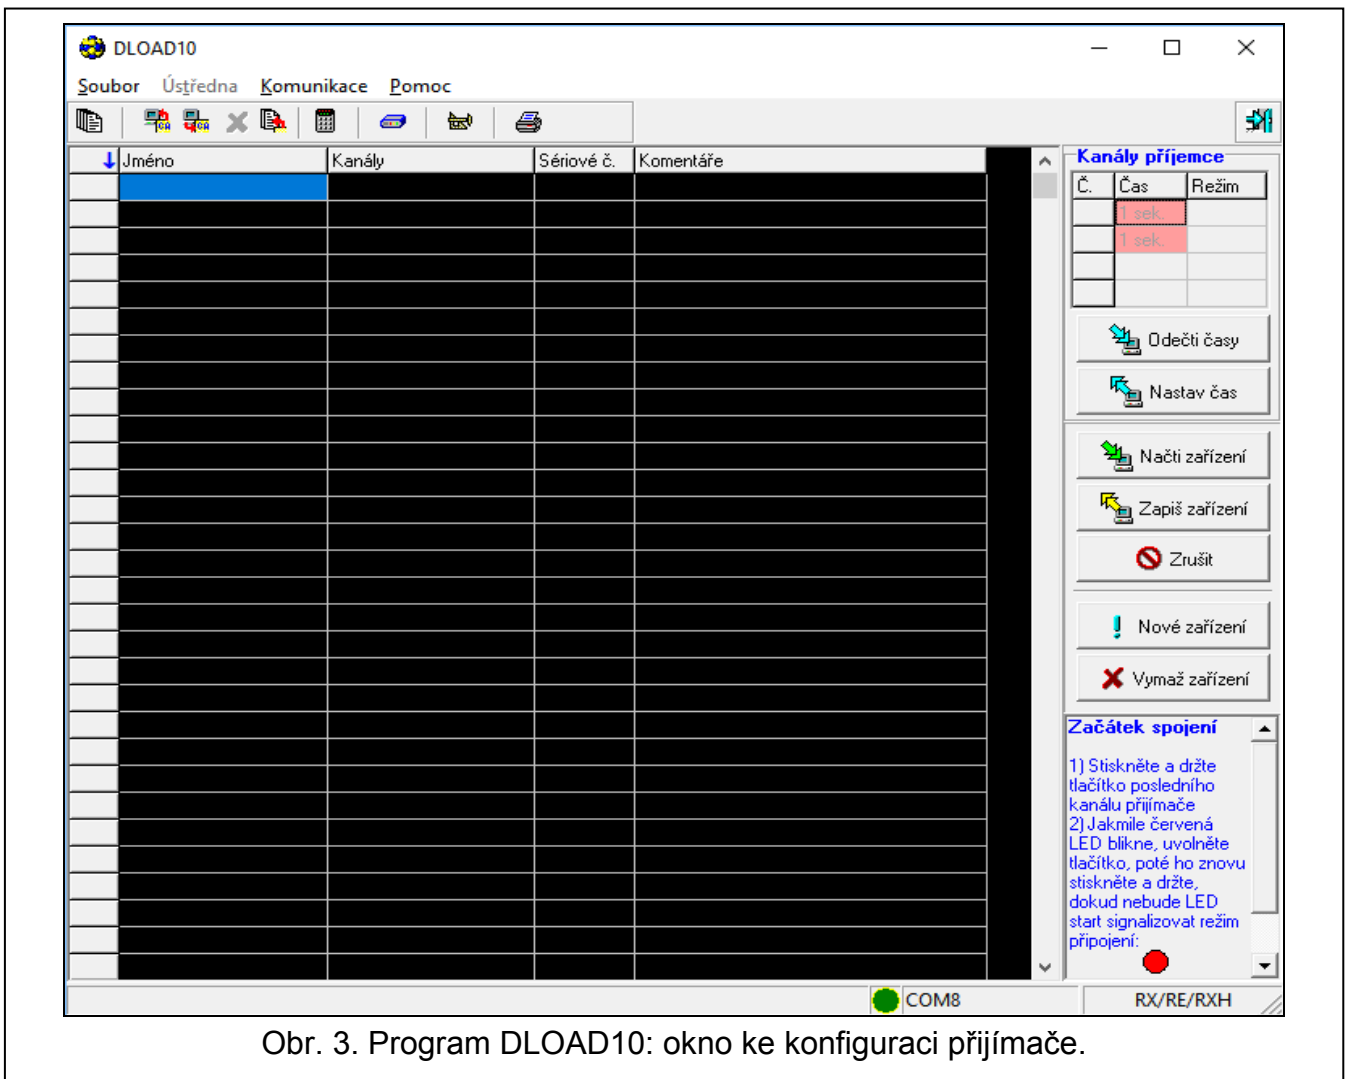 DLOAD10
Soubor Ústředna Komunikace Pomoc
Jméno Kanály Sériové č. Komentáře
Kanály příjemce
Č. Čas Režim
1 sek.
1 sek.
Odečti časy
Nastav čas
Načti zařízení
Zapiš zařízení
Zrušit
Nové zařízení
Vymaž zařízení
Začátek spojení
1) Stiskněte a držte
tlačítko posledního
kanálu přijímače
2) Jakmile červená
LED blikne, uvolněte
tlačítko, poté ho znovu
stiskněte a držte,
dokud nebude LED
start signalizovat režim
připojení:
COM8 RX/RE/RXH
Obr. 3. Program DLOAD10: okno ke konfiguraci přijímače.